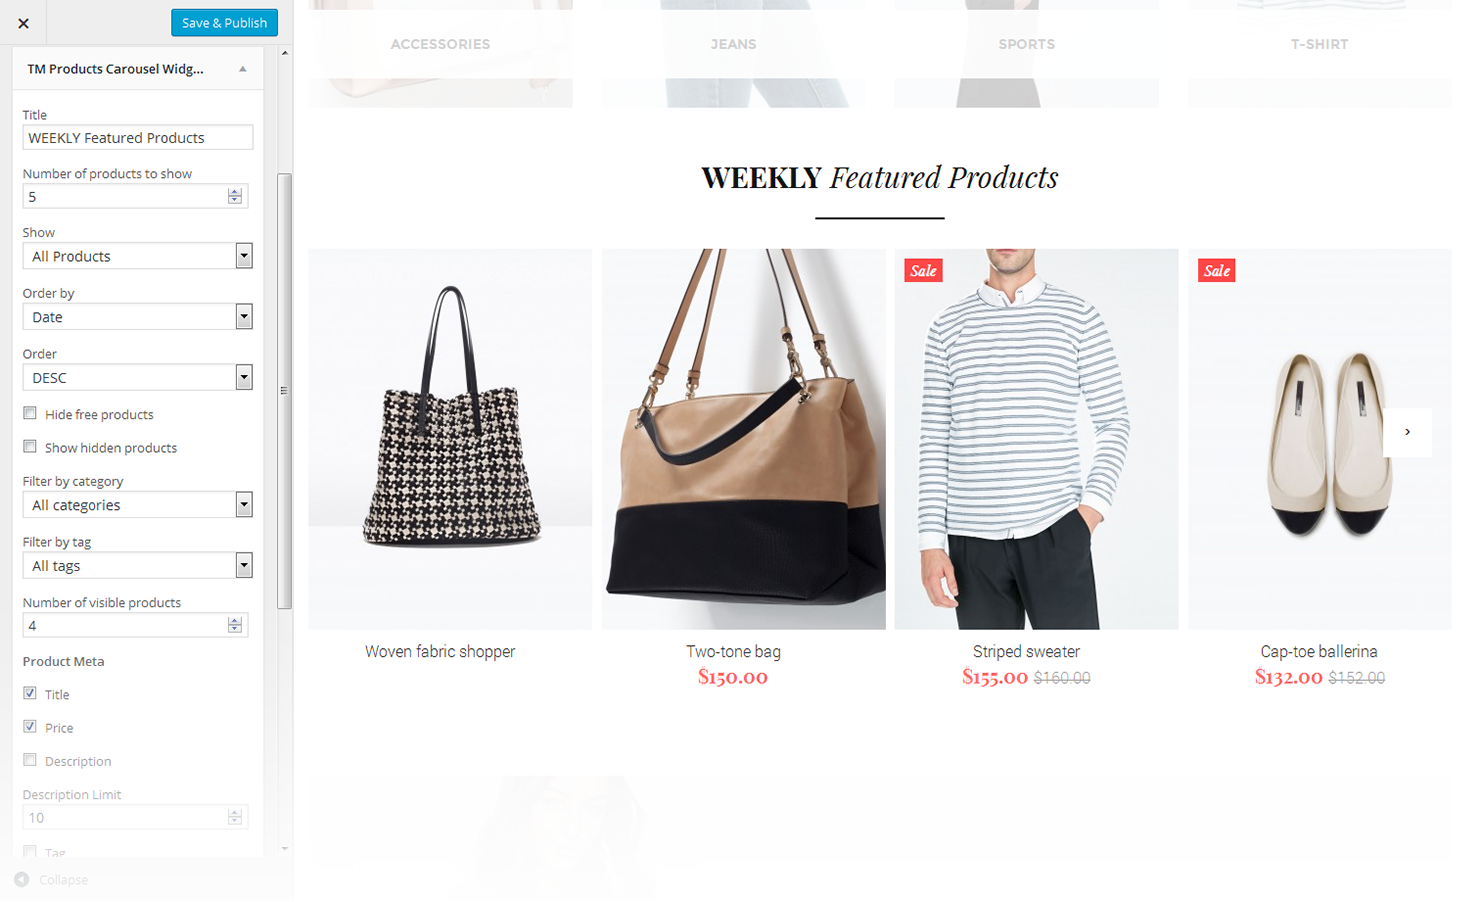 Save & Publish
TM Products Carousel Widg...
Title
WEEKLY Featured Products
Number of products to show
5
Show
All Products
Order by
Date
Order
DESC
Hide free products
Show hidden products
Filter by category
All categories
Filter by tag
All tags
Number of visible products
4
Product Meta
Title
Price
Description
Description Limit
10
Tag
Collapse
ACCESSORIES
JEANS
SPORTS
T-SHIRT
WEEKLY Featured Products
Sale
Sale
Woven fabric shopper
Two-tone bag
$150.00
Striped sweater
$155.00 $160.00
Cap-toe ballerina
$132.00 $152.00